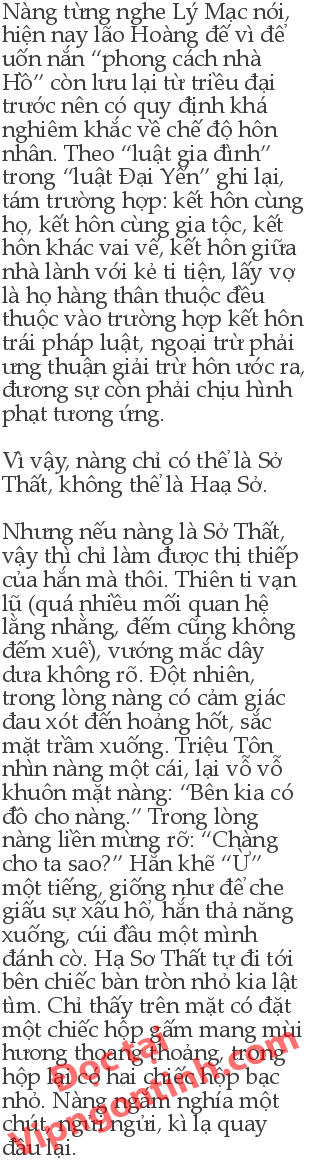 Nàng từng nghe Lý Mạc nói,
hiện nay lão Hoàng đế vì để
uốn nắn “phong cách nhà
Hồ” còn lưu lại từ triều đại
trước nên có quy định khá
nghiêm khắc về chế độ hôn
nhân. Theo “luật gia đình”
trong “luật Đại Yến” ghi lại,
tám trường hợp: kết hôn cùng
họ, kết hôn cùng gia tộc, kết
hôn khác vai vế, kết hôn giữa
nhà lành với kẻ ti tiện, lấy vợ
là họ hàng thân thuộc đều
thuộc vào trường hợp kết hôn
trái pháp luật, ngoại trừ phải
ưng thuận giải trừ hôn ước ra,
đương sự còn phải chịu hình
phạt tương ứng.

Vì vậy, nàng chỉ có thể là Sở
Thất, không thể là Haạ Sở.

Nhưng nếu nàng là Sở Thất,
vậy thì chỉ làm được thị thiếp
của hắn mà thôi. Thiên ti vạn
lũ (quá nhiều mối quan hệ
lằng nhằng, đếm cũng không
đếm xuể), vướng mắc dây
dưa không rõ. Đột nhiên,
trong lòng nàng có cảm giác
đau xót đến hoảng hốt, sắc
mặt trầm xuống. Triệu Tôn
nhìn nàng một cái, lại vỗ vỗ
khuôn mặt nàng: “Bên kia có
đồ cho nàng.” Trong lòng
nàng liền mừng rỡ: “Chàng
cho ta sao?” Hắn khẽ “Ừ”
một tiếng, giống như để che
giấu sự xấu hổ, hắn thả nàng
xuống, cúi đầu một mình
đánh cờ. Hạ Sơ Thất tự đi tới
bên chiếc bàn tròn nhỏ kia lật
tìm. Chỉ thấy trên mặt có đặt
một chiếc hộp gấm mang mùi
hương thoang thoảng, trong
hộp lại có hai chiếc hộp bạc
nhỏ. Nàng ngắm nghía một
chút, ngửi ngửi, kì lạ quay
đầu lại.
Đọc tại
Vipngontinh.com